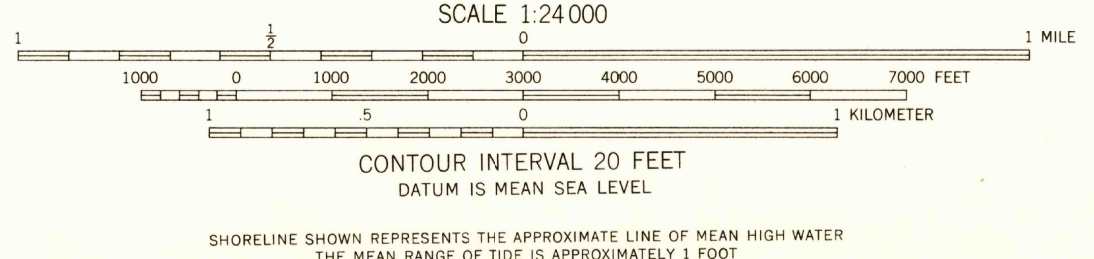 SCALE 1:24000
1 1/2 0 1 MILE
1000 0 1000 2000 3000 4000 5000 6000 7000 FEET
1 .5 0 1 KILOMETER
CONTOUR INTERVAL 20 FEET
DATUM IS MEAN SEA LEVEL
SHORELINE SHOWN REPRESENTS THE APPROXIMATE LINE OF MEAN HIGH WATER
THE MEAN RANGE OF TIDE IS APPROXIMATELY 1 FOOT